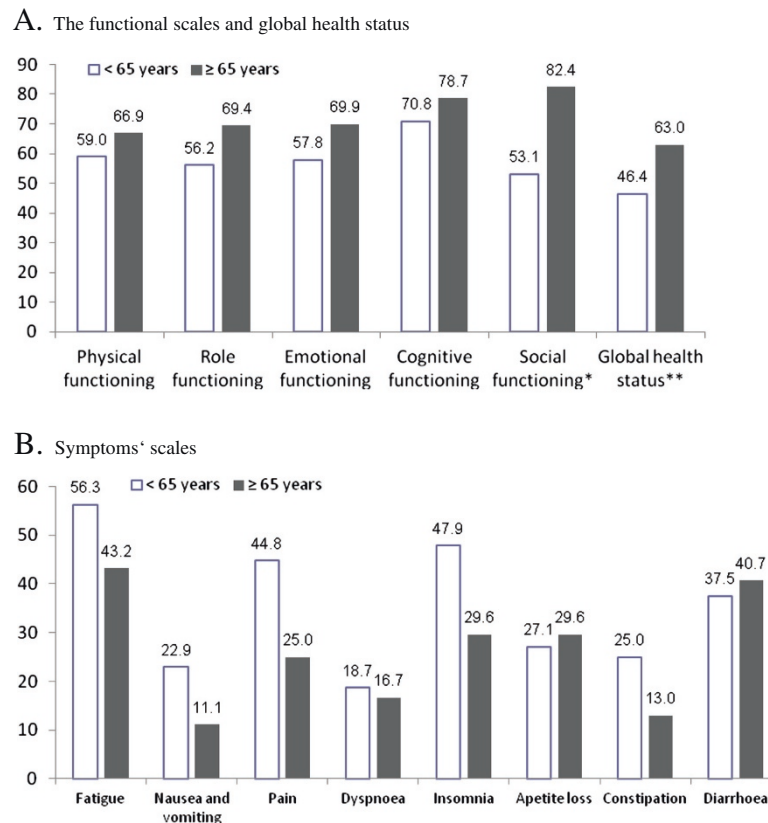 A. The functional scales and global health status
90
80
70
60
50
40
30
20
10
0
< 65 years ≥ 65 years
59.0 66.9 56.2 69.4 57.8 69.9 70.8 78.7 53.1 82.4 46.4 63.0
Physical Role Emotional Cognitive Social Global health
functioning functioning functioning functioning functioning* status**
B. Symptoms‘ scales
60
50
40
30
20
10
0
< 65 years ≥ 65 years
56.3 43.2 22.9 11.1 44.8 25.0 18.7 16.7 47.9 29.6 27.1 29.6 25.0 13.0 37.5 40.7
Fatigue Nausea and Pain Dyspnoea Insomnia Apetite loss Constipation Diarrhoea
vomiting